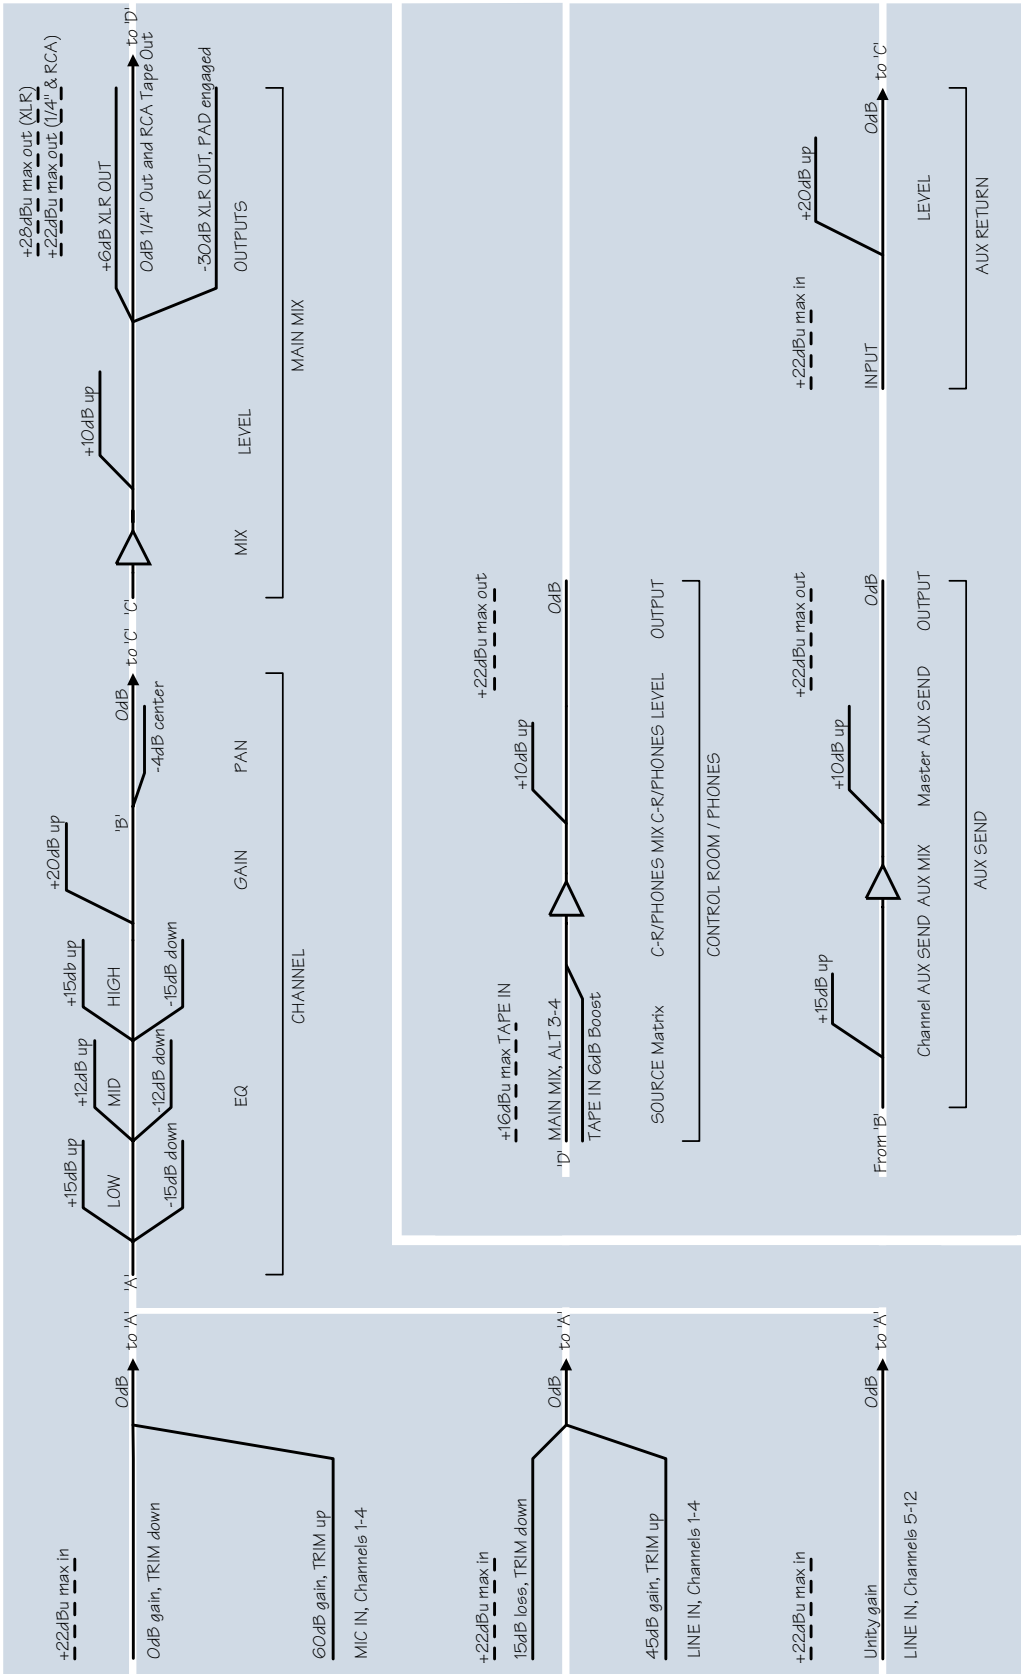 +22dBu max in
0dB gain, TRIM down
60dB gain, TRIM up
MIC IN, Channels 1-4
0dB
to 'A'
'A'
+15dB up
LOW
-15dB down
+12dB up
MID
-12dB down
+15db up
HIGH
-15dB down
EQ
+20dB up
GAIN
'B'
0dB
-4dB center
PAN
CHANNEL
to 'C'
'C'
MIX
+10dB up
LEVEL
+28dBu max out (XLR)
+22dBu max out (1/4" & RCA)
+6dB XLR OUT
0dB 1/4" Out and RCA Tape Out
-30dB XLR OUT, PAD engaged
OUTPUTS
MAIN MIX
to 'D'
+22dBu max in
15dB loss, TRIM down
45dB gain, TRIM up
LINE IN, Channels 1-4
0dB
to 'A'
'D'
+16dBu max TAPE IN
MAIN MIX, ALT 3-4
TAPE IN 6dB Boost
SOURCE Matrix
C-R/PHONES MIX
+10dB up
C-R/PHONES LEVEL
+22dBu max out
0dB
OUTPUT
CONTROL ROOM / PHONES
+22dBu max in
Unity gain
LINE IN, Channels 5-12
0dB
to 'A'
From 'B'
+15dB up
Channel AUX SEND
AUX MIX
+10dB up
Master AUX SEND
+22dBu max out
0dB
OUTPUT
AUX SEND
+22dBu max in
INPUT
+20dB up
LEVEL
0dB
to 'C'
AUX RETURN